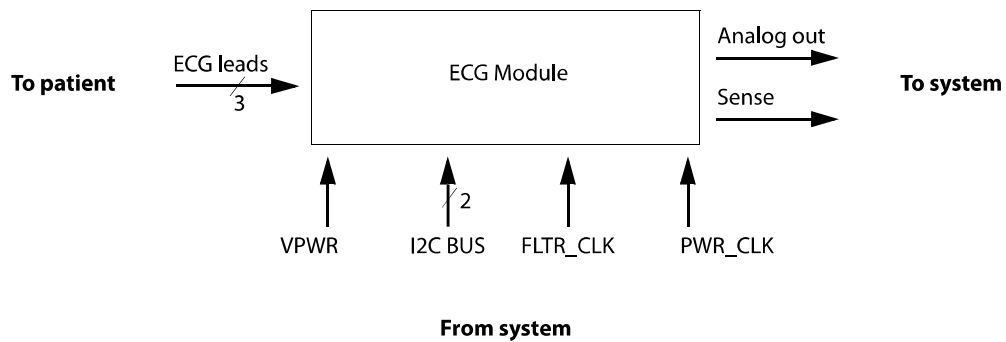 Analog out
ECG leads
ECG Module
To patient
To system
3
Sense
2
VPWR
I2C BUS
FLTR_CLK
PWR_CLK
From system